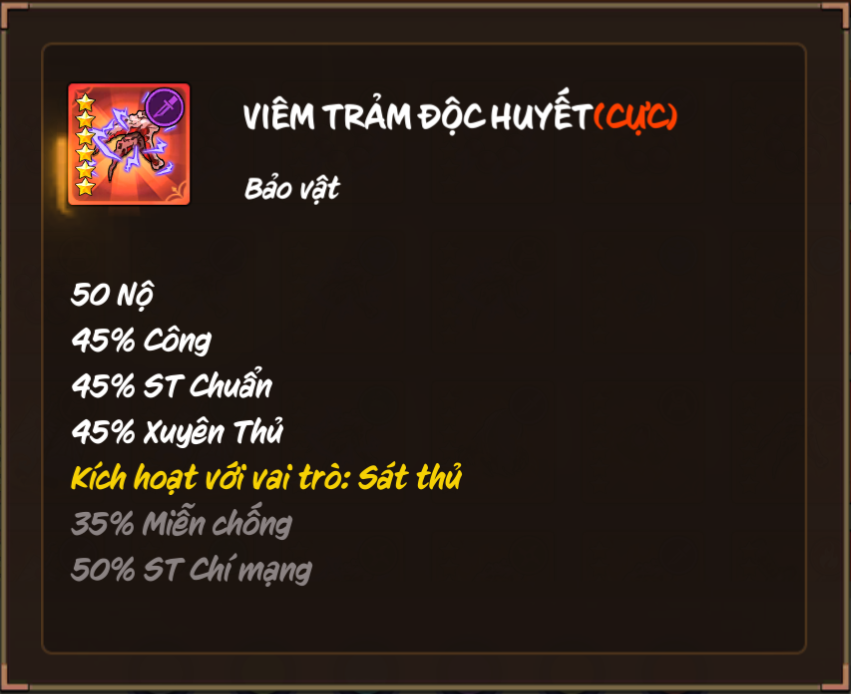 VIÊM TRẢM ĐỘC HUYẾT(CỰC)
Bảo vật
50 Nộ
45% Công
45% ST Chuẩn
45% Xuyên Thủ
Kích hoạt với vai trò: Sát thủ
35% Miễn chống
50% ST Chí mạng